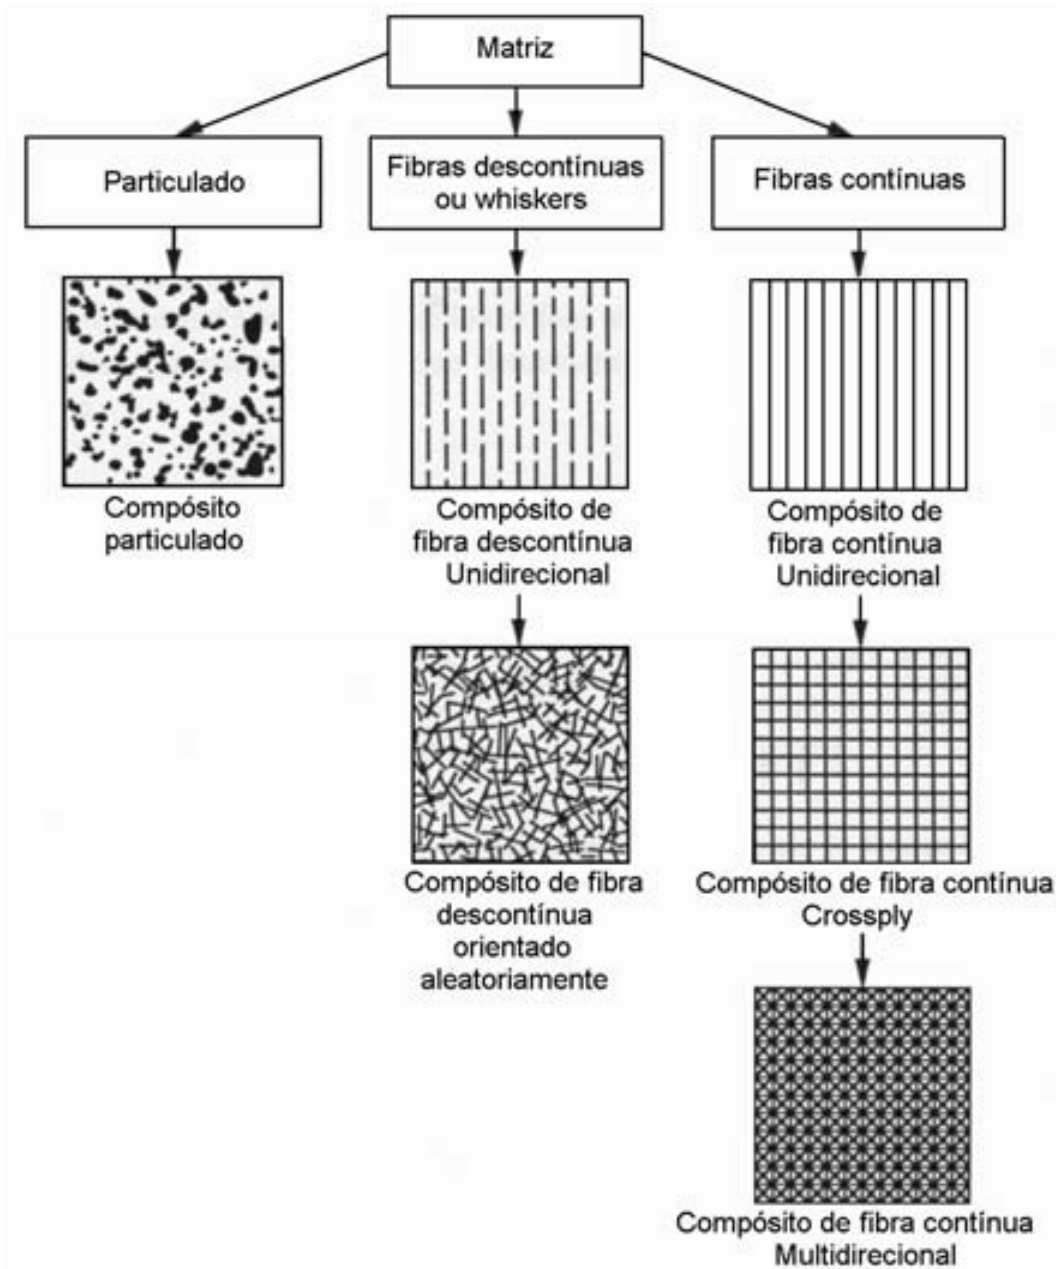 Matriz
Particulado
Fibras descontínuas
ou whiskers
Fibras contínuas
Compósito
particulado
Compósito de
fibra descontínua
Unidirecional
Compósito de
fibra contínua
Unidirecional
Compósito de fibra
descontínua
orientado
aleatoriamente
Compósito de fibra contínua
Crossply
Compósito de fibra contínua
Multidirecional